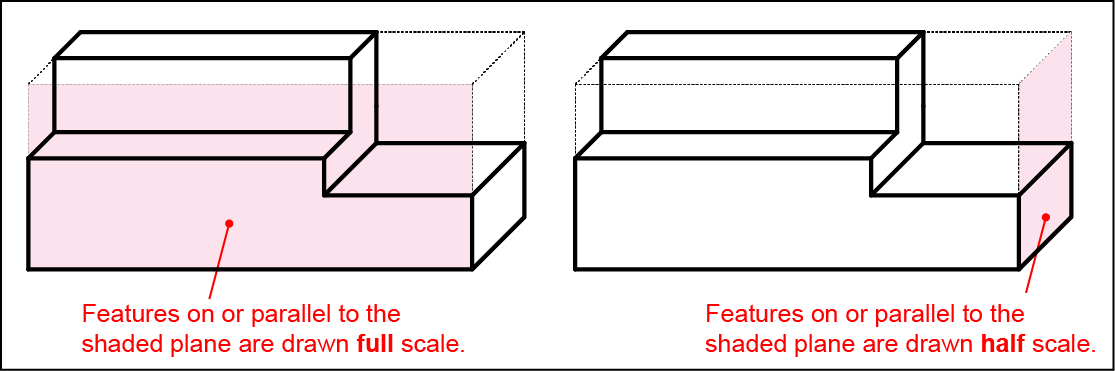 Features on or parallel to the
shaded plane are drawn full scale.
Features on or parallel to the
shaded plane are drawn half scale.